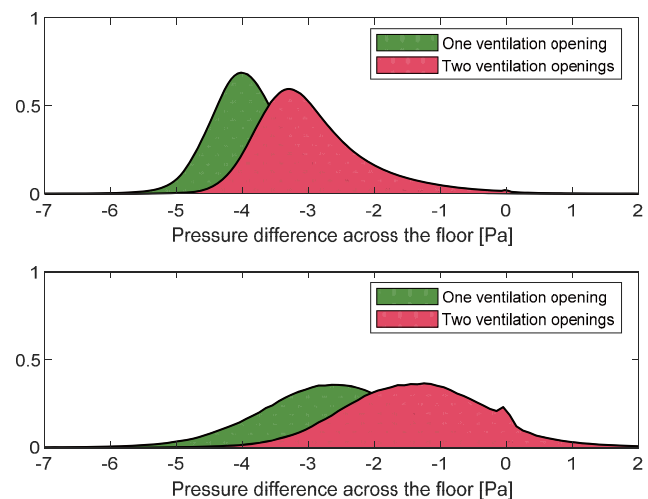 1
0.5
0
One ventilation opening
Two ventilation openings
-7 -6 -5 -4 -3 -2 -1 0 1 2
Pressure difference across the floor [Pa]
1
0.5
0
One ventilation opening
Two ventilation openings
-7 -6 -5 -4 -3 -2 -1 0 1 2
Pressure difference across the floor [Pa]